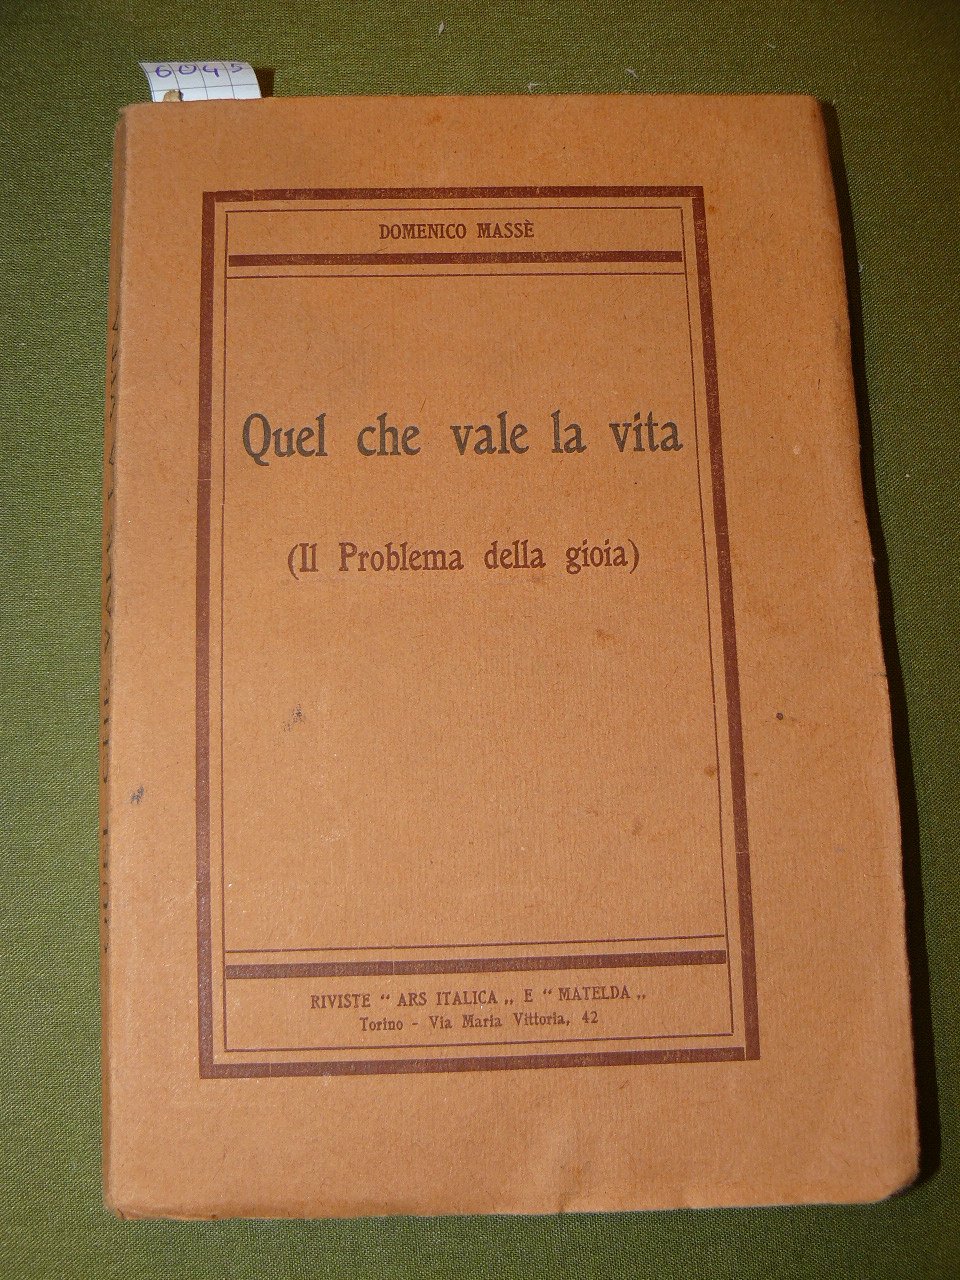 6045
DOMENICO MASSÈ
Quel che vale la vita
(Il Problema della gioia)
RIVISTE “ ARS ITALICA „ E “ MATELDA „
Torino - Via Maria Vittoria, 42